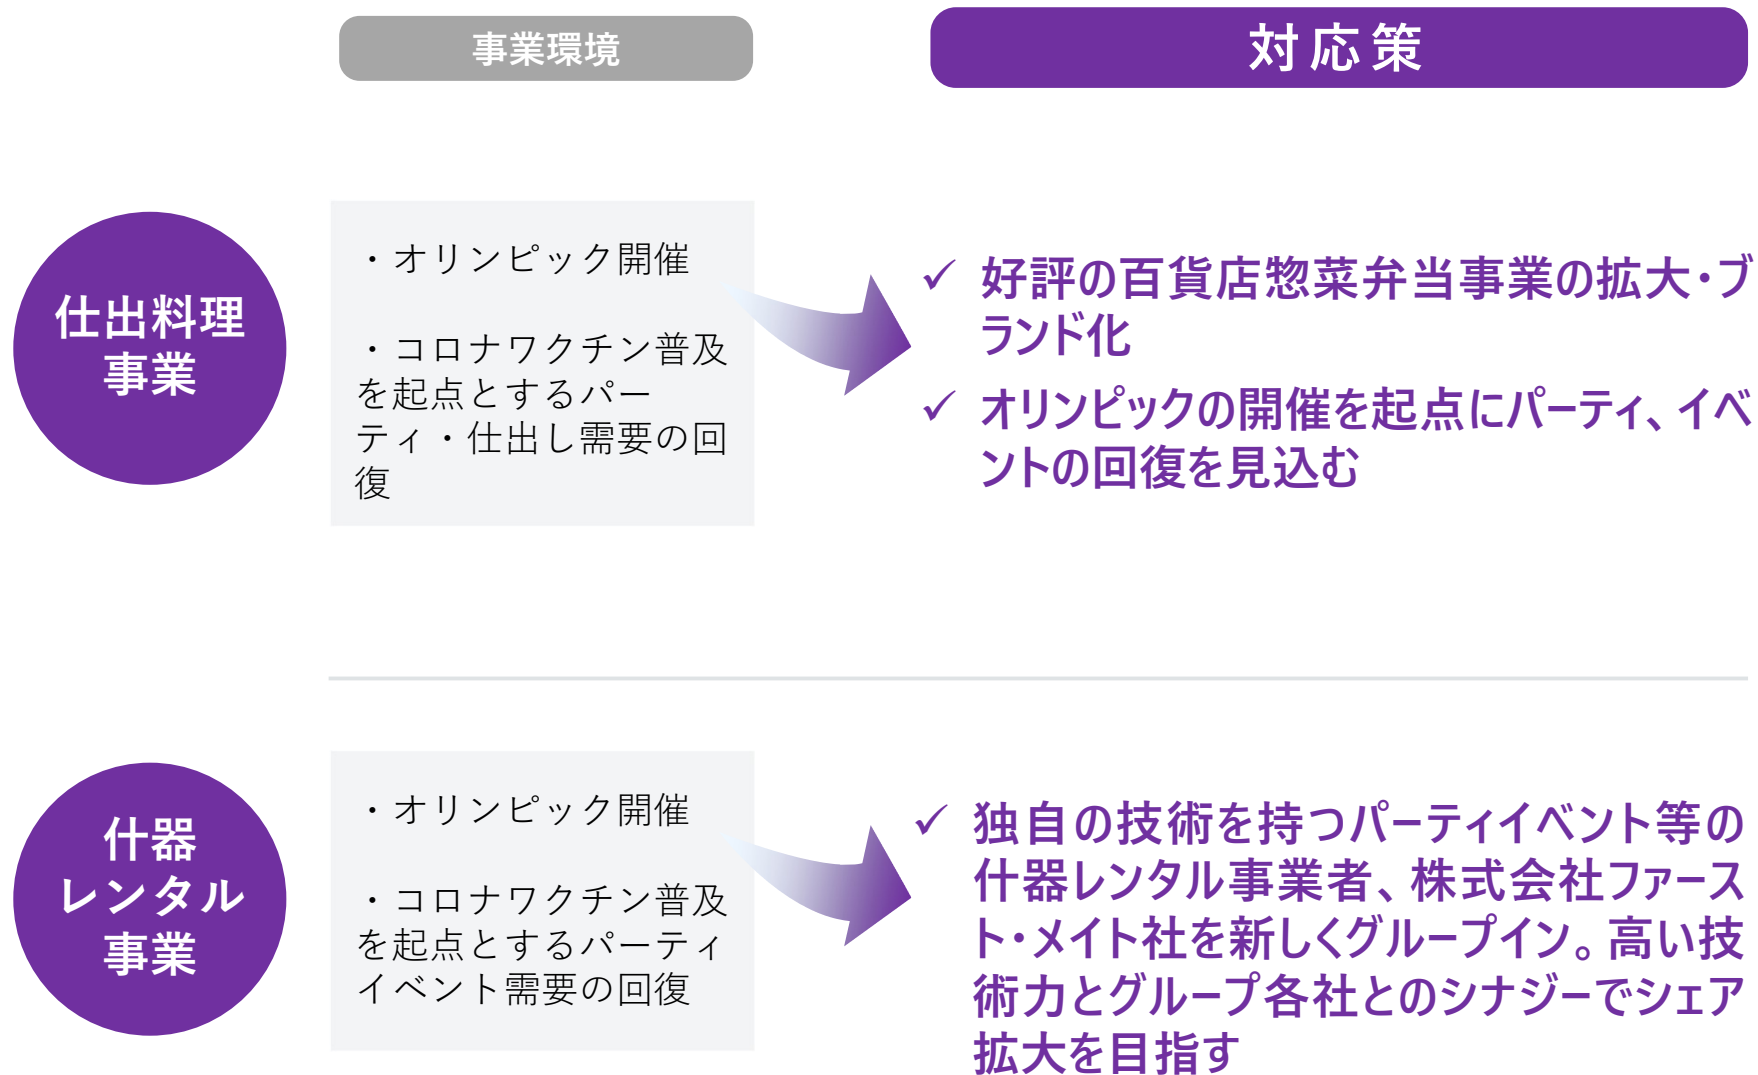 事業環境
対応策
仕出料理
事業
・オリンピック開催
・コロナワクチン普及
を起点とするパー
ティ・仕出し需要の回
復
✓ 好評の百貨店惣菜弁当事業の拡大・ブ
ランド化
✓ オリンピックの開催を起点にパーティ、イベ
ントの回復を見込む
什器
レンタル
事業
・オリンピック開催
・コロナワクチン普及
を起点とするパーティ
イベント需要の回復
✓ 独自の技術を持つパーティイベント等の
什器レンタル事業者、株式会社ファース
ト・メイト社を新しくグループイン。高い技
術力とグループ各社とのシナジーでシェア
拡大を目指す